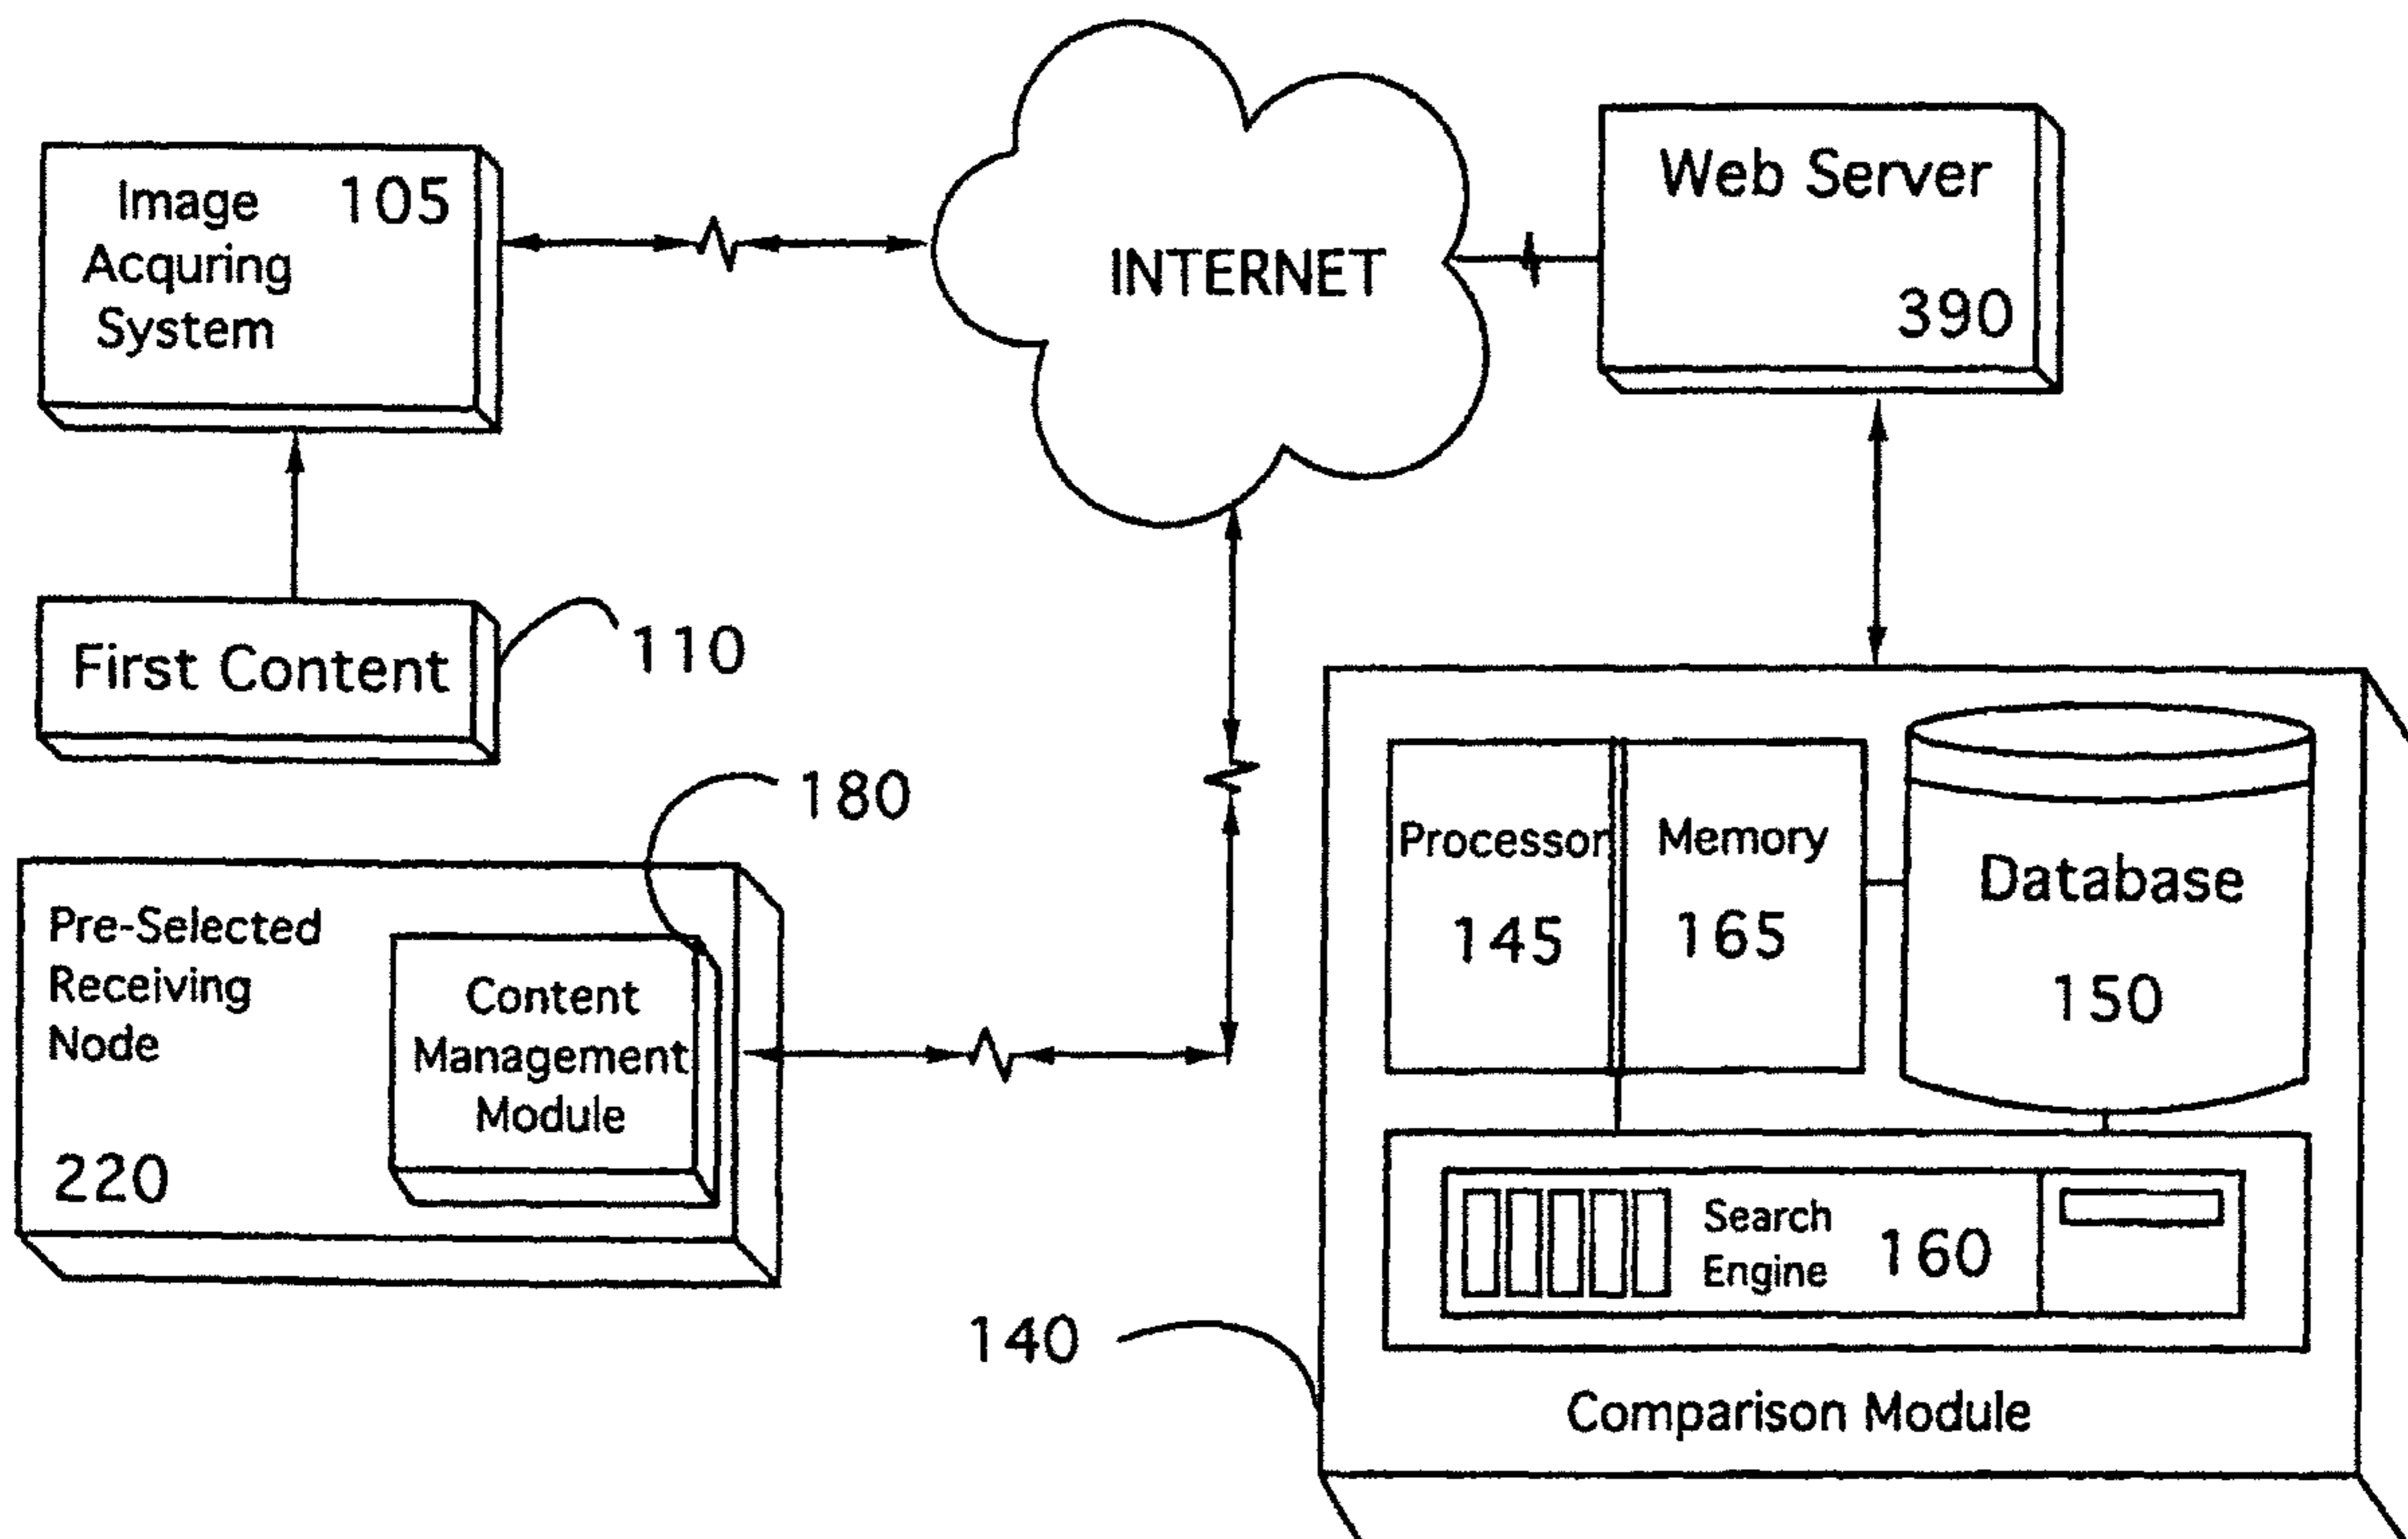 Image 105
Acquring
System
INTERNET
Web Server
390
First Content
110
180
Pre-Selected
Receiving
Node
220
Content
Management
Module
Processor
145
Memory
165
Database
150
Search
Engine
160
140
Comparison Module